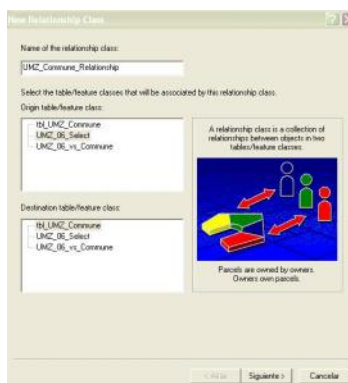 New Relationship Class
Name of the relationship class:
UMZ_Commune_Relationship
Select the table/feature classes that will be associated by this relationship class.
Origin table/feature class:
tbl_UMZ_Commune
UMZ_06_Select
UMZ_06_vs_Commune
A relationship class is a collection of
relationships between objects in two
tables/feature classes.
Destination table/feature class:
tbl_UMZ_Commune
UMZ_06_Select
UMZ_06_vs_Commune
Parcels are owned by owners.
Owners own parcels.
< Atrás
Siguiente >
Cancelar